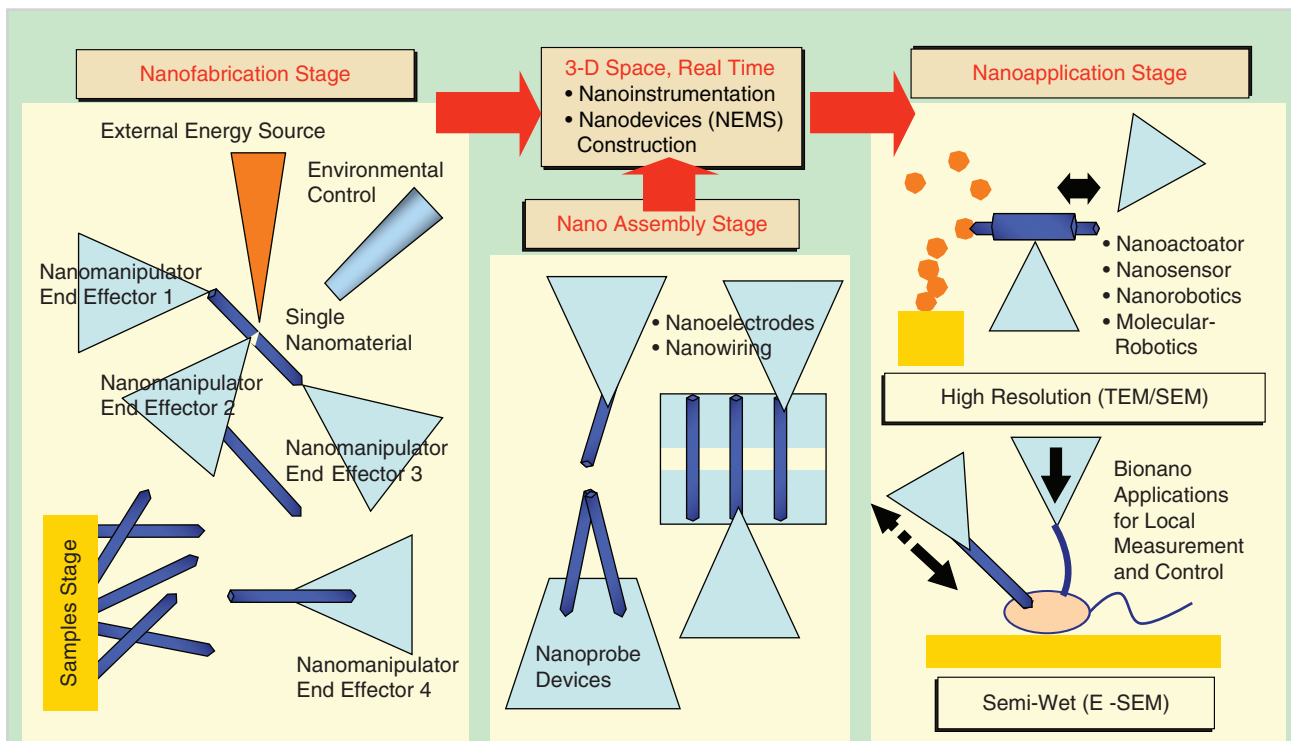 Nanofabrication Stage
External Energy Source
Environmental
Control
Nanomanipulator
End Effector 1
Single
Nanomaterial
Nanomanipulator
End Effector 2
Nanomanipulator
End Effector 3
Samples Stage
Nanomanipulator
End Effector 4
3-D Space, Real Time
• Nanoinstrumentation
• Nanodevices (NEMS)
Construction
Nano Assembly Stage
• Nanoelectrodes
• Nanowiring
Nanoprobe
Devices
Nanoapplication Stage
• Nanoactoator
• Nanosensor
• Nanorobotics
• Molecular-
Robotics
High Resolution (TEM/SEM)
Bionano
Applications
for Local
Measurement
and Control
Semi-Wet (E -SEM)